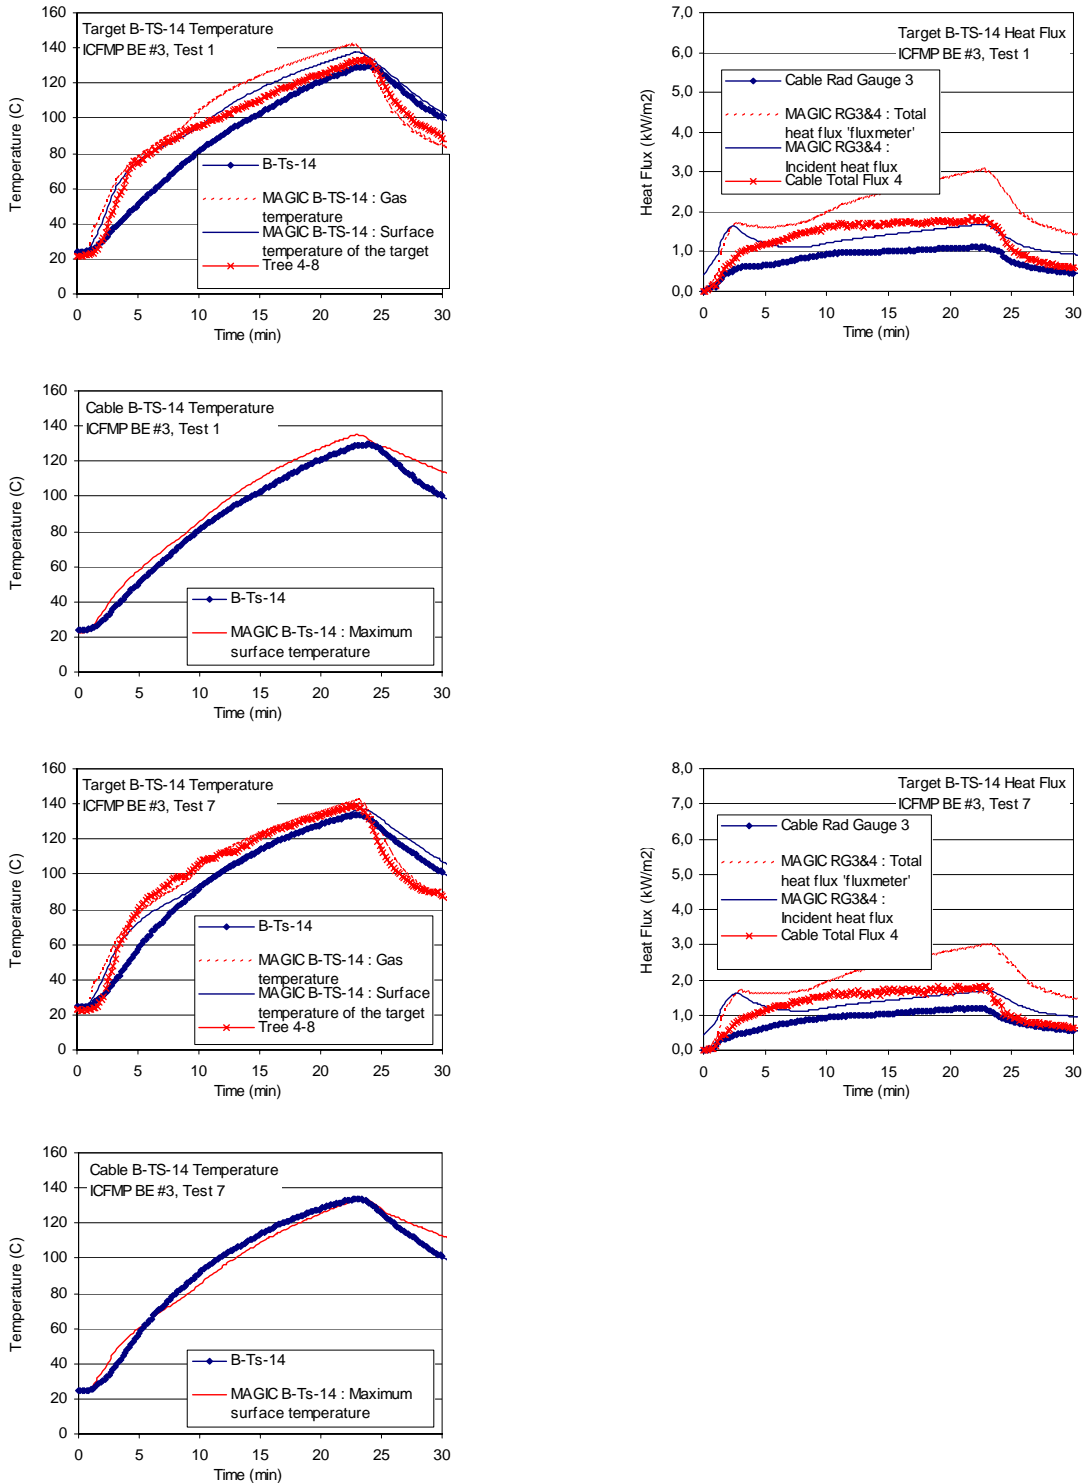 Target B-TS-14 Temperature
ICFMP BE #3, Test 1
Temperature (C)
160
140
120
100
80
60
40
20
0
B-Ts-14
MAGIC B-TS-14 : Gas
temperature
MAGIC B-TS-14 : Surface
temperature of the target
Tree 4-8
0 5 10 15 20 25 30
Time (min)
Target B-TS-14 Heat Flux
ICFMP BE #3, Test 1
Heat Flux (kW/m2)
7,0
6,0
5,0
4,0
3,0
2,0
1,0
0,0
Cable Rad Gauge 3
MAGIC RG3&4 : Total
heat flux 'fluxmeter'
MAGIC RG3&4 :
Incident heat flux
Cable Total Flux 4
0 5 10 15 20 25 30
Time (min)
Cable B-TS-14 Temperature
ICFMP BE #3, Test 1
Temperature (C)
160
140
120
100
80
60
40
20
0
B-Ts-14
MAGIC B-Ts-14 : Maximum
surface temperature
0 5 10 15 20 25 30
Time (min)
Target B-TS-14 Temperature
ICFMP BE #3, Test 7
Temperature (C)
160
140
120
100
80
60
40
20
0
B-Ts-14
MAGIC B-TS-14 : Gas
temperature
MAGIC B-TS-14 : Surface
temperature of the target
Tree 4-8
0 5 10 15 20 25 30
Time (min)
Target B-TS-14 Heat Flux
ICFMP BE #3, Test 7
Heat Flux (kW/m2)
8,0
7,0
6,0
5,0
4,0
3,0
2,0
1,0
0,0
Cable Rad Gauge 3
MAGIC RG3&4 : Total
heat flux 'fluxmeter'
MAGIC RG3&4 :
Incident heat flux
Cable Total Flux 4
0 5 10 15 20 25 30
Time (min)
Cable B-TS-14 Temperature
ICFMP BE #3, Test 7
Temperature (C)
160
140
120
100
80
60
40
20
0
B-Ts-14
MAGIC B-Ts-14 : Maximum
surface temperature
0 5 10 15 20 25 30
Time (min)